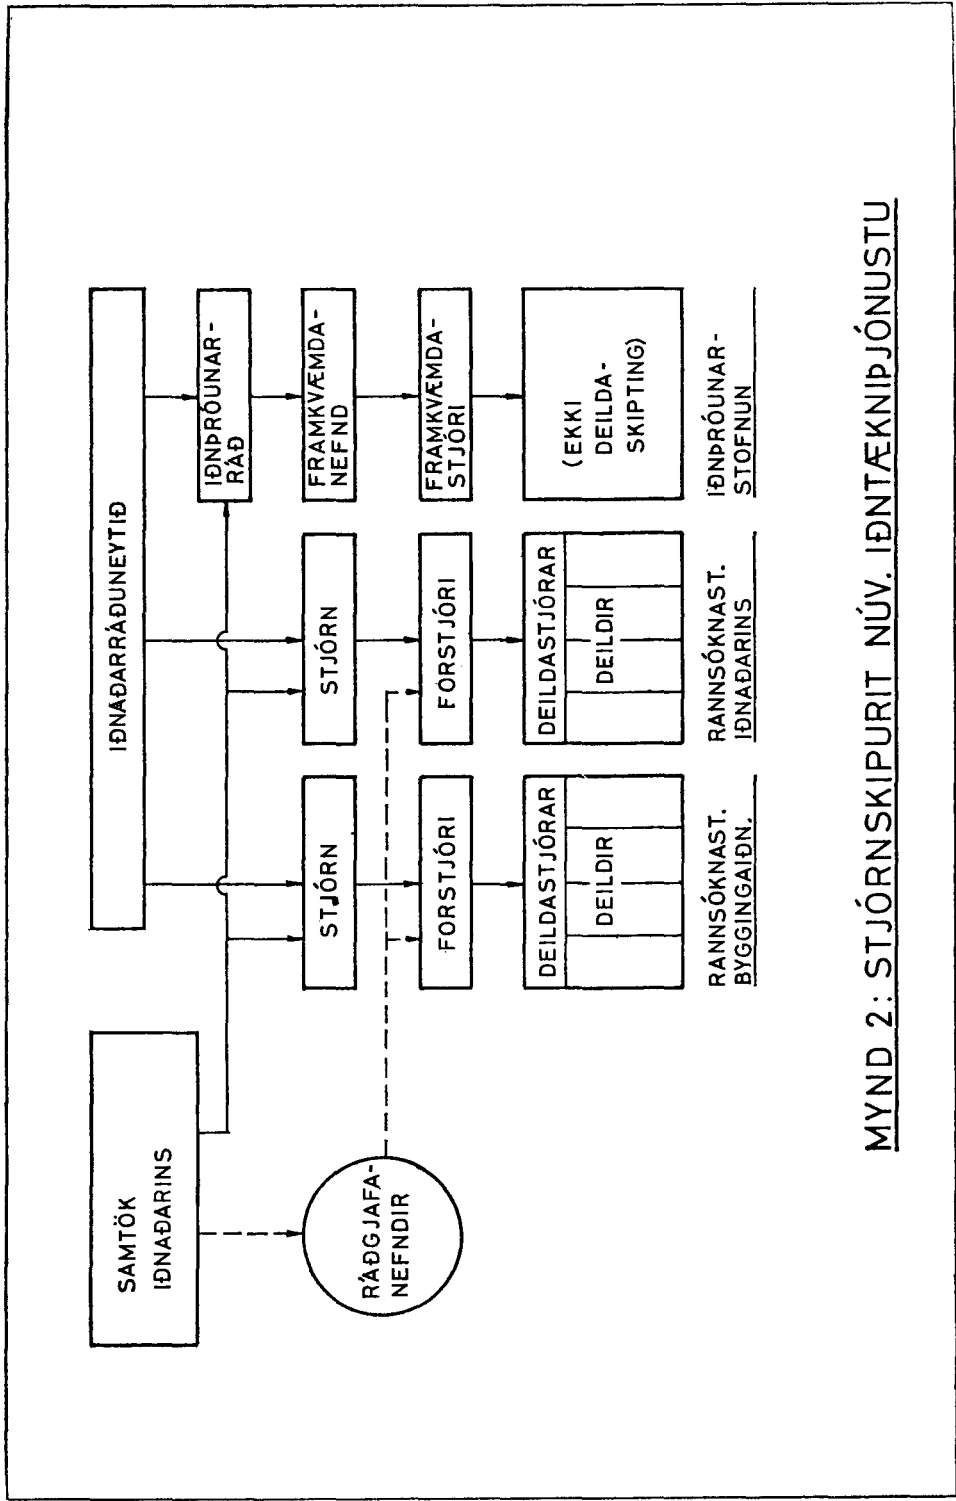 SAMTÖK
IÐNAÐARINS
IÐNAÐARRÁÐUNEYTIÐ
IÐNÞRÓUNAR-
RÁÐ
RÁÐGJAFA-
NEFNDIR
STJÓRN
STJÓRN
FRAMKVÆMDA-
NEFND
FORSTJÓRI
FORSTJÓRI
FRAMKVÆMDA-
STJÓRI
DEILDASTJÓRAR
DEILDIR
DEILDASTJÓRAR
DEILDIR
(EKKI
DEILDA-
SKIPTING)
RANNSÓKNAST.
BYGGINGAIÐN.
RANNSÓKNAST.
IÐNAÐARINS
IÐNÞRÓUNAR-
STOFNUN
MYND 2: STJÓRNSKIPURIT NÚV. IÐNTÆKNIÞJÓNUSTU